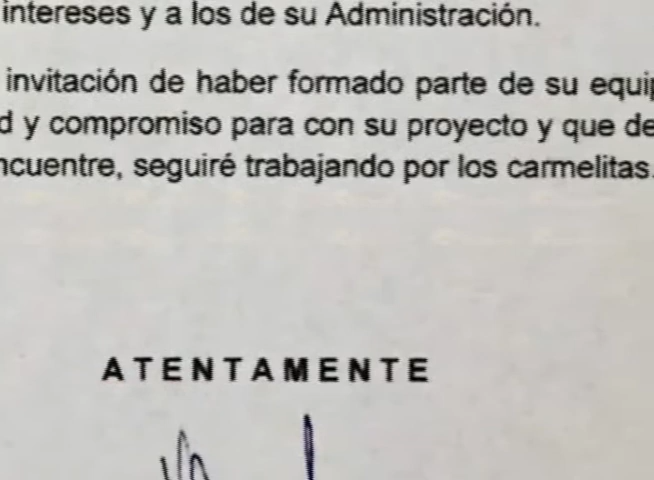 intereses y a los de su Administración.
invitación de haber formado parte de su equip
d y compromiso para con su proyecto y que de
ncuentre, seguiré trabajando por los carmelitas.
ATENTAMENTE